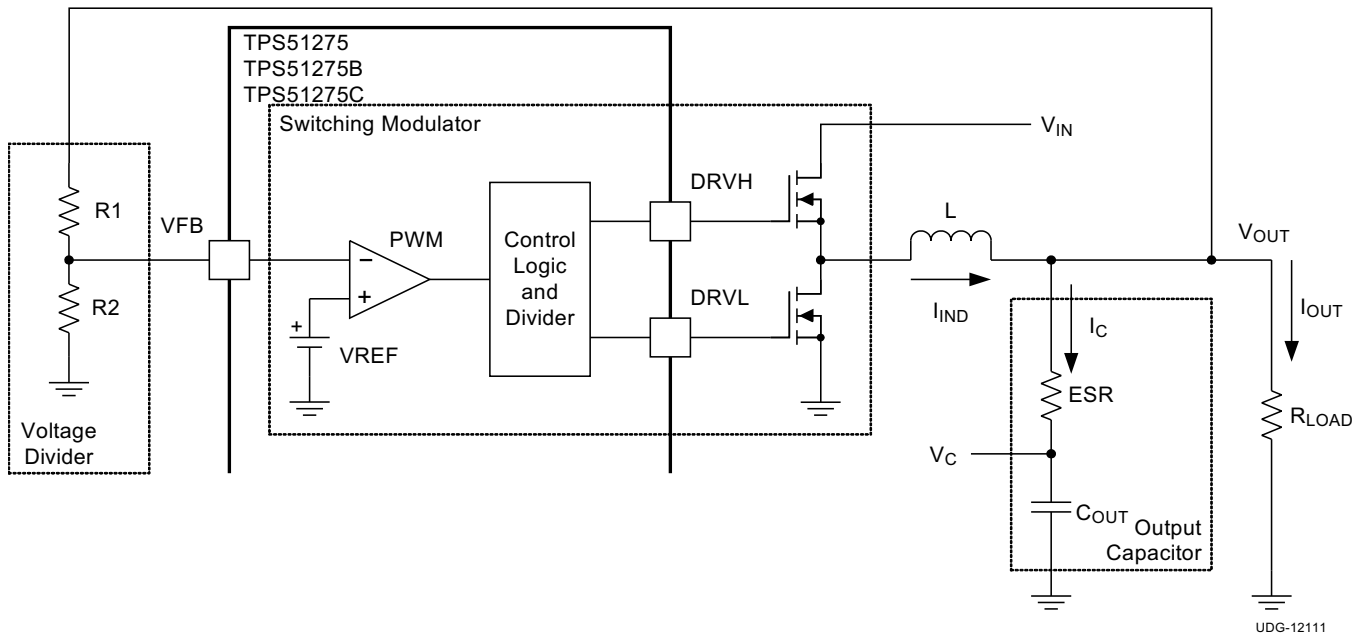 TPS51275
TPS51275B
TPS51275C
Switching Modulator
VIN
DRVH
R1
VFB
PWM
Control
Logic
and
Divider
L
VOUT
−
+
DRVL
R2
IIND
IC
IOUT
+
VREF
ESR
RLOAD
Voltage
Divider
VC
COUT
Output
Capacitor
UDG-12111